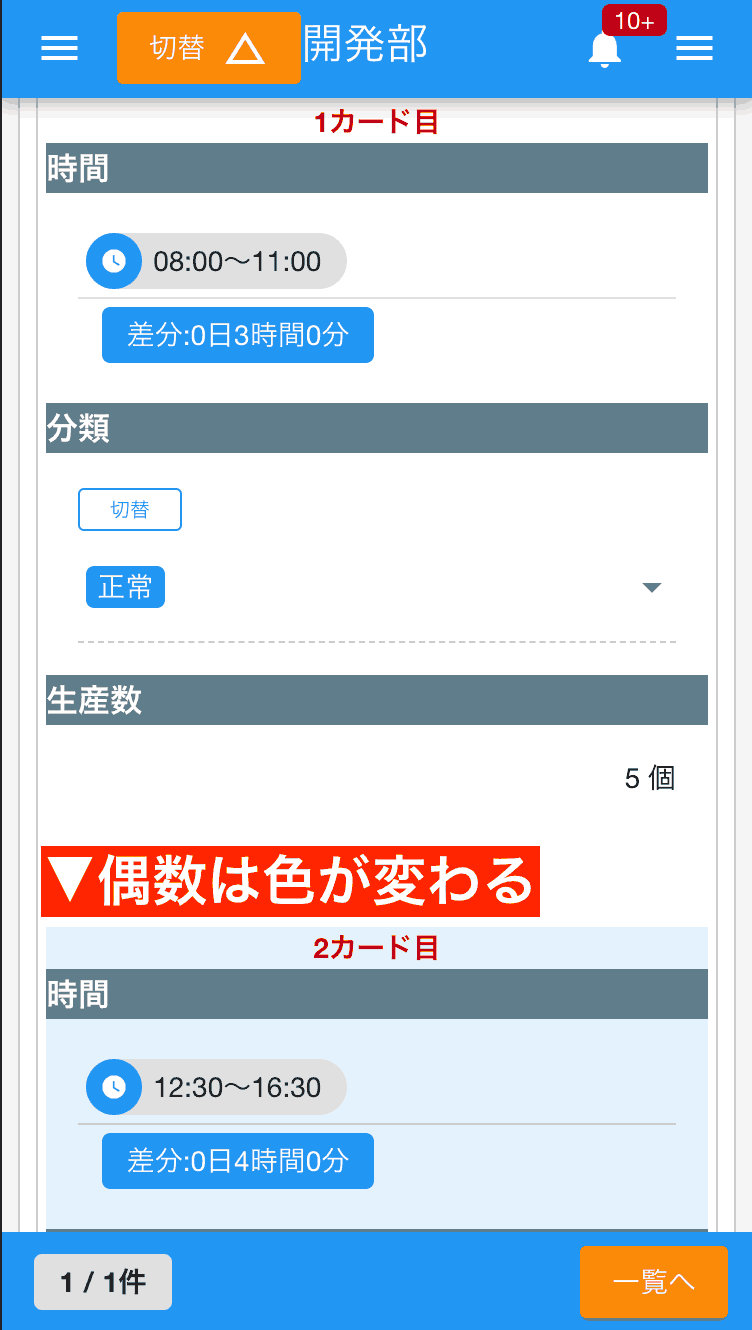 切替 開発部 10+
1カード目
時間
08:00〜11:00
差分:0日3時間0分
分類
切替
正常
生産数
5 個
▼偶数は色が変わる
2カード目
時間
12:30〜16:30
差分:0日4時間0分
1 / 1件 一覧へ